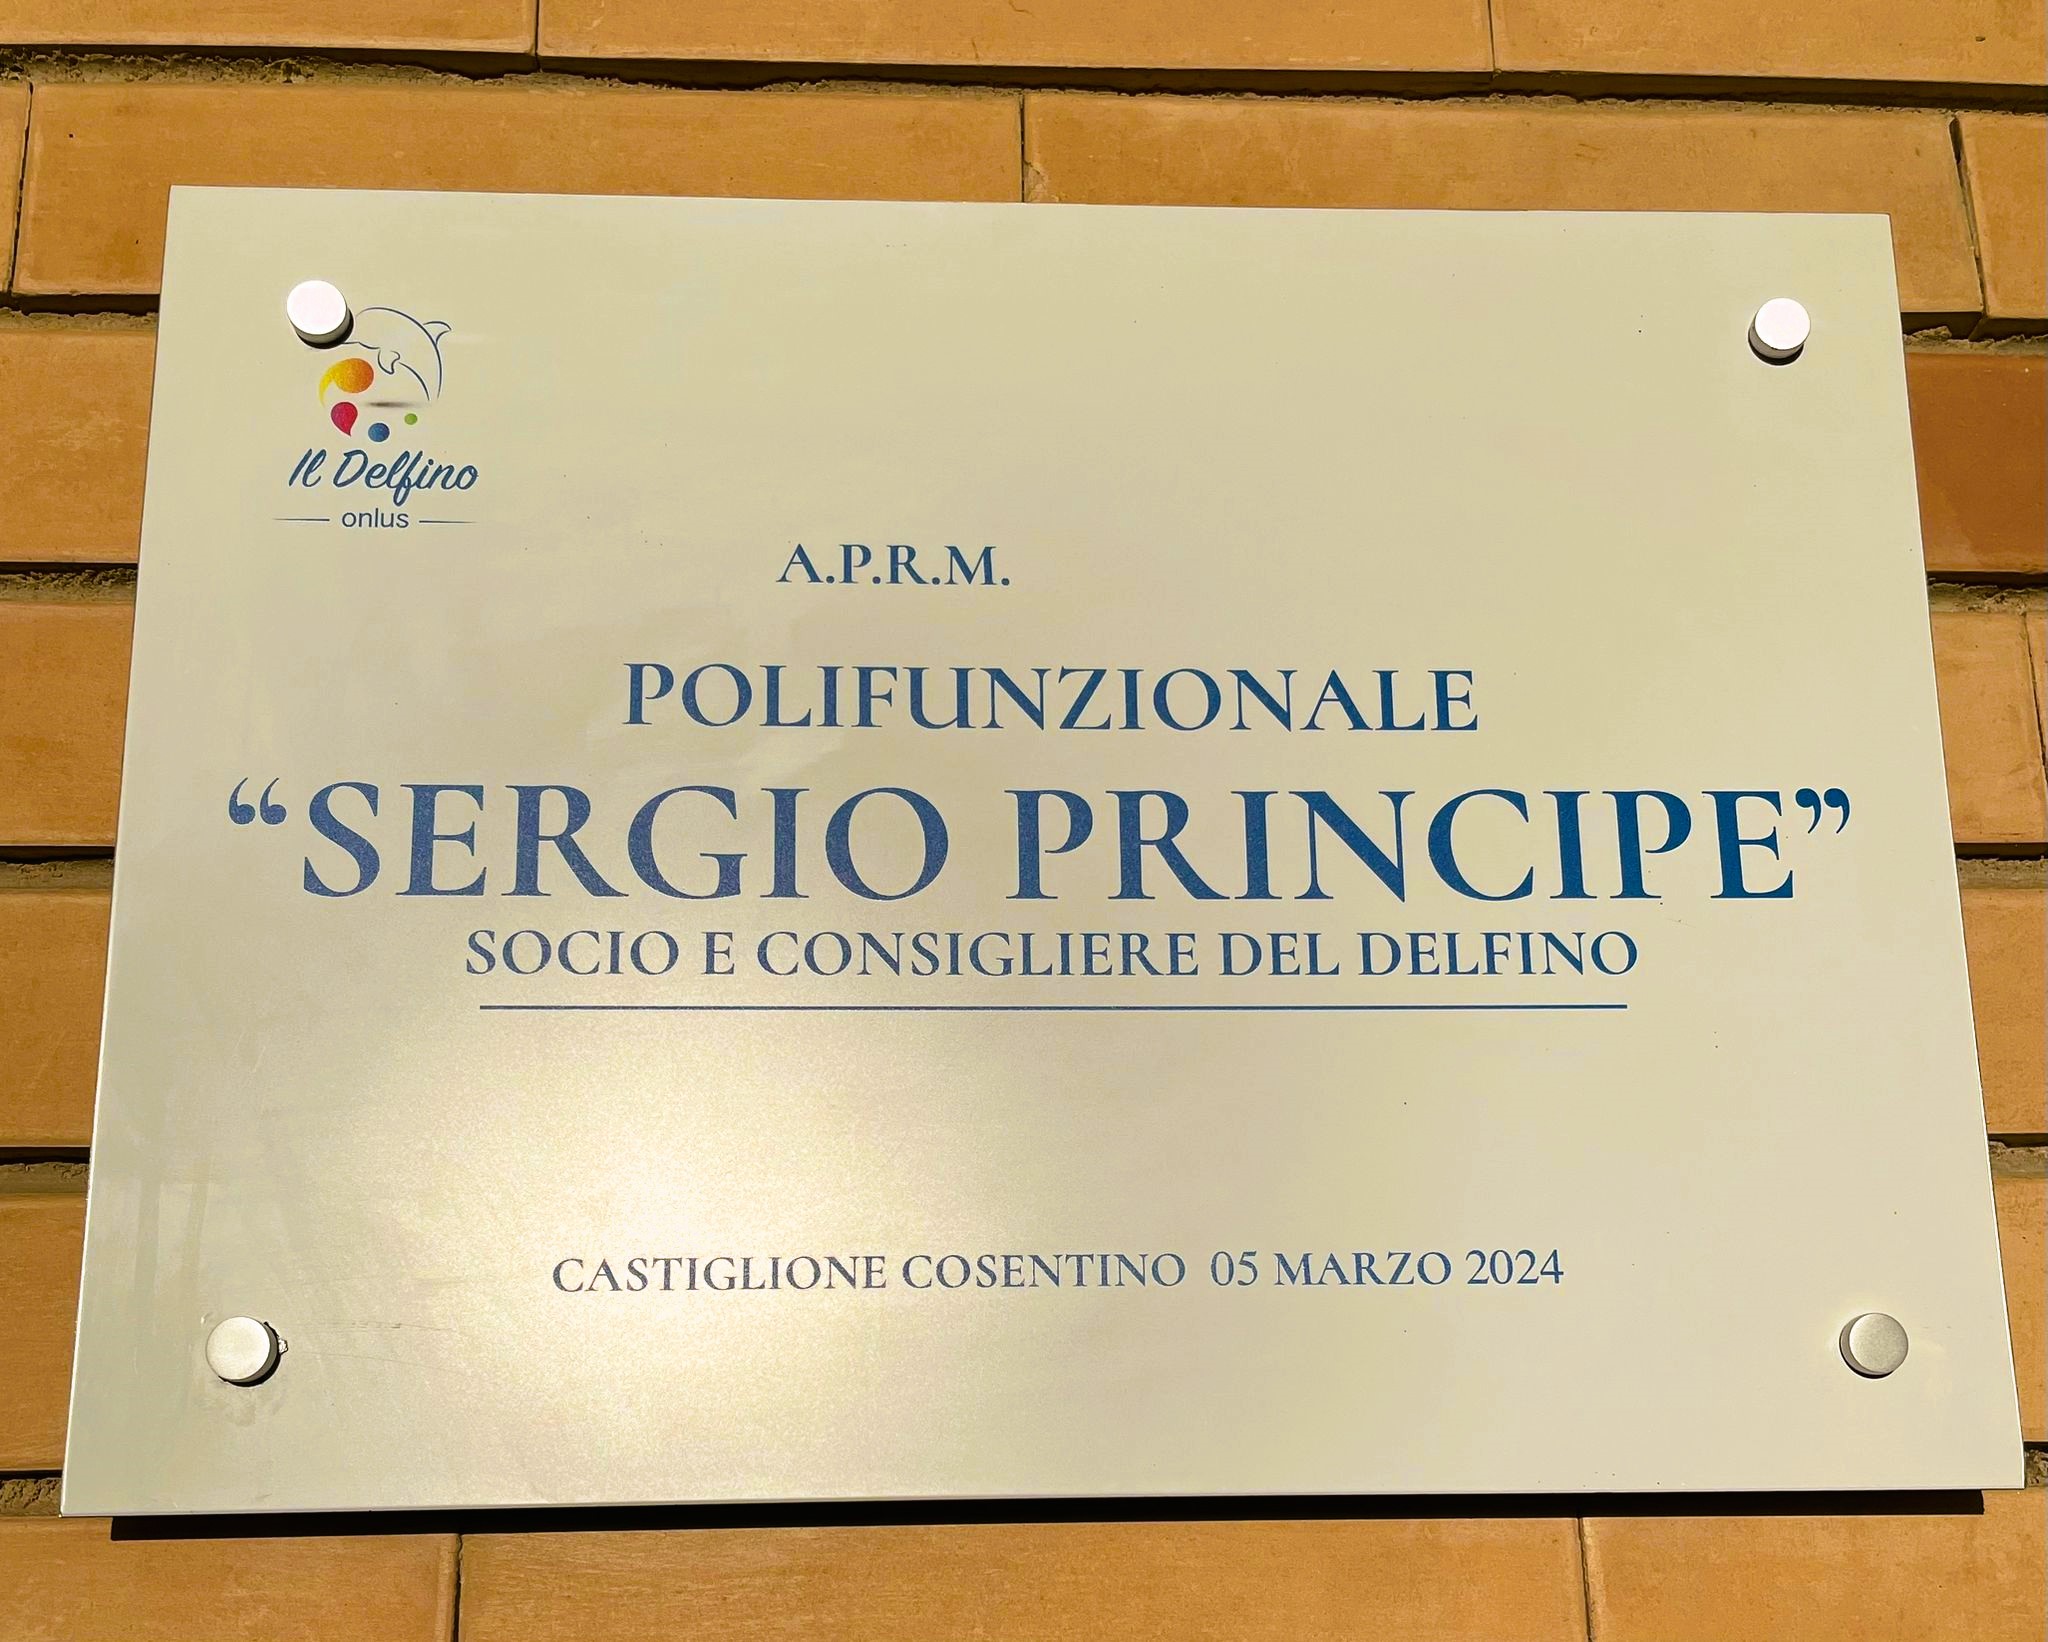 Il Delfino
onlus
A.P.R.M.
POLIFUNZIONALE
“SERGIO PRINCIPE”
SOCIO E CONSIGLIERE DEL DELFINO
CASTIGLIONE COSENTINO 05 MARZO 2024